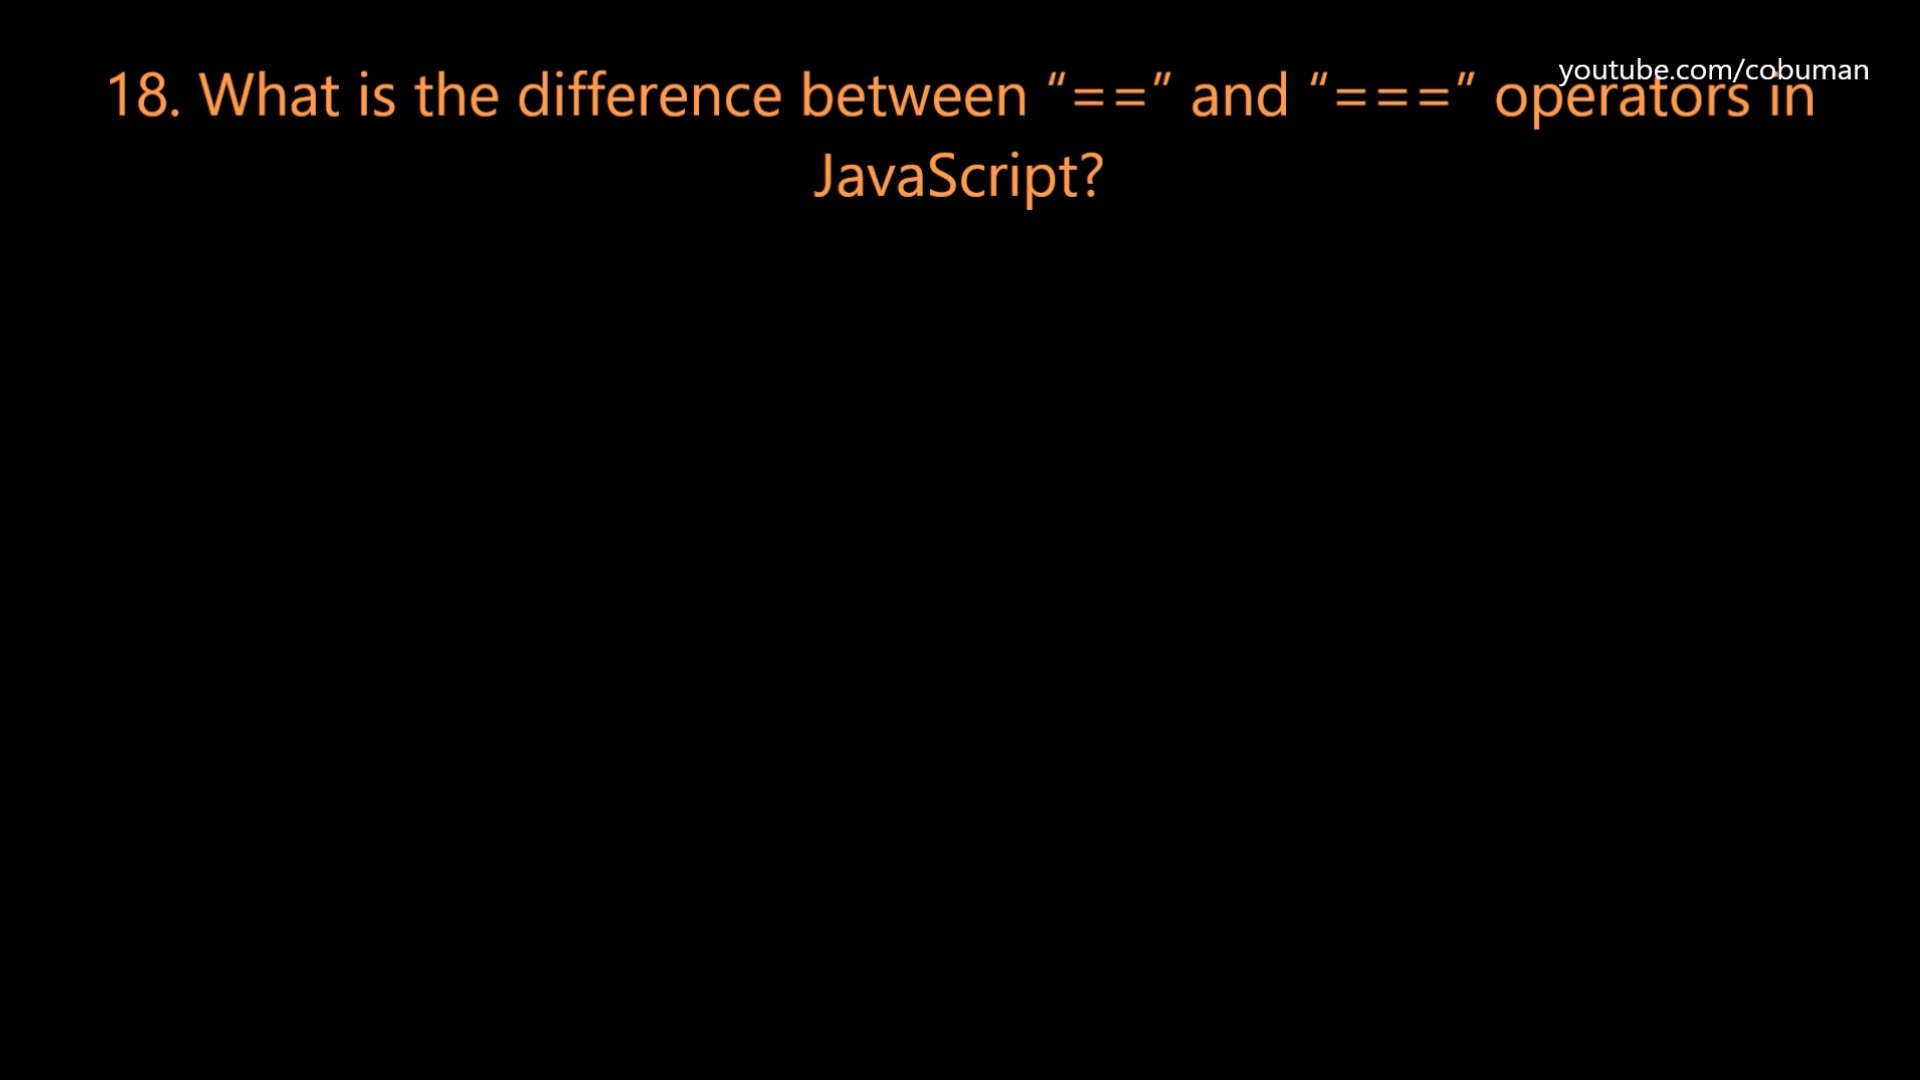 youtube.com/cobuman
18. What is the difference between “==” and “===” operators in
JavaScript?